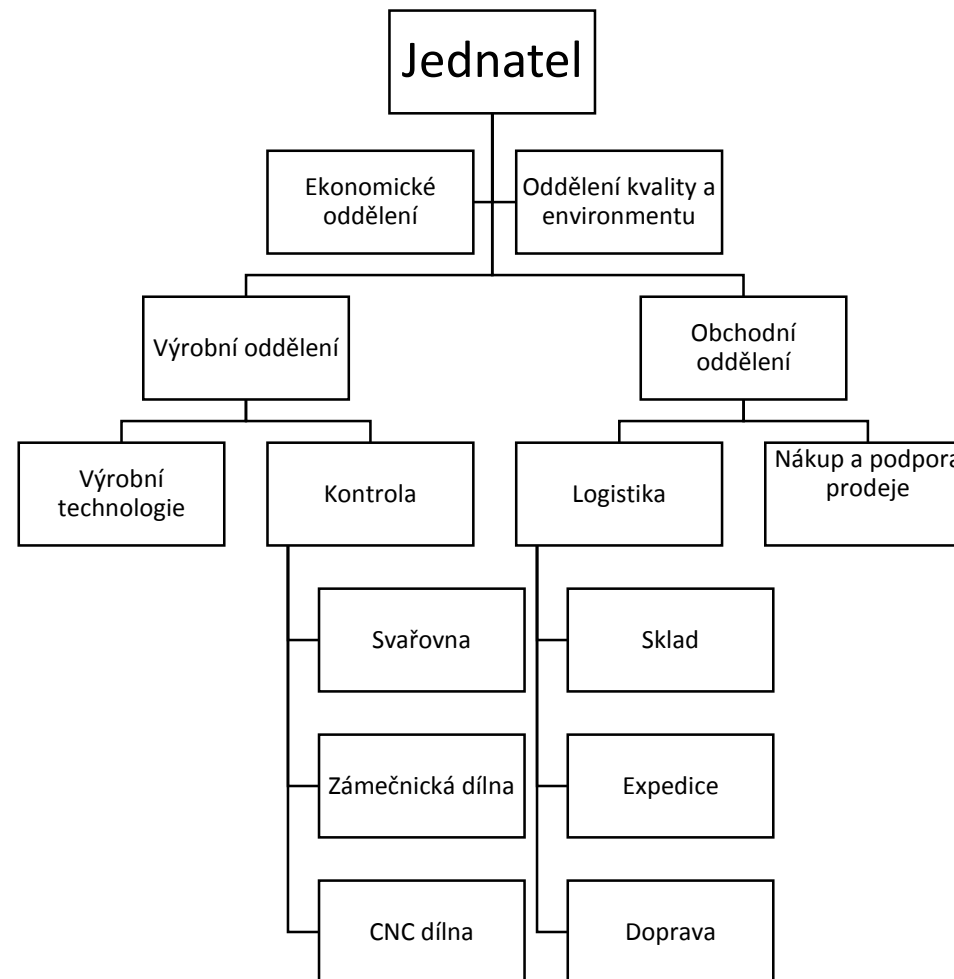 Jednatel
Ekonomické
oddělení
Oddělení kvality a
environmentu
Výrobní oddělení
Obchodní
oddělení
Výrobní
technologie
Kontrola
Logistika
Nákup a podpora
prodeje
Svařovna
Sklad
Zámečnická dílna
Expedice
CNC dílna
Doprava